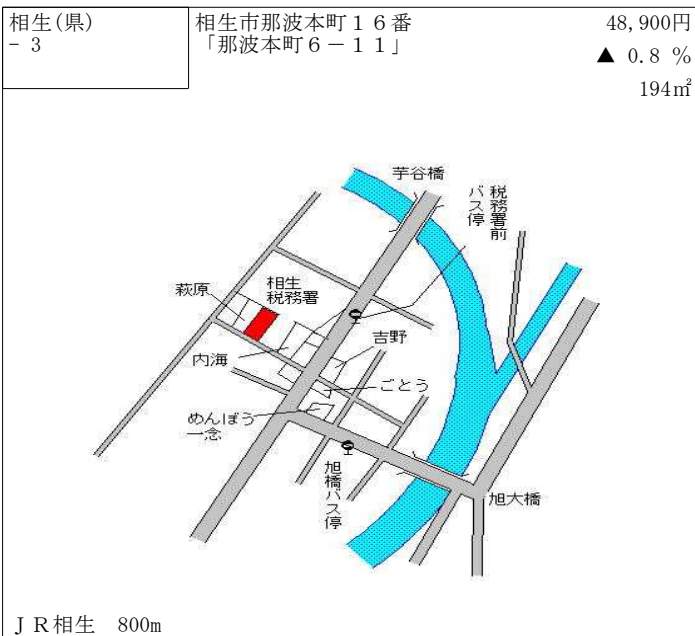 相生(県)
- 3
相生市那波本町１６番
「那波本町６－１１」
48,900円
▲ 0.8 %
194㎡
芋谷橋
税務署前
バス停
萩原
相生
税務署
吉野
内海
ごとう
めんぼう
一念
旭橋バス停
旭大橋
ＪＲ相生　800m